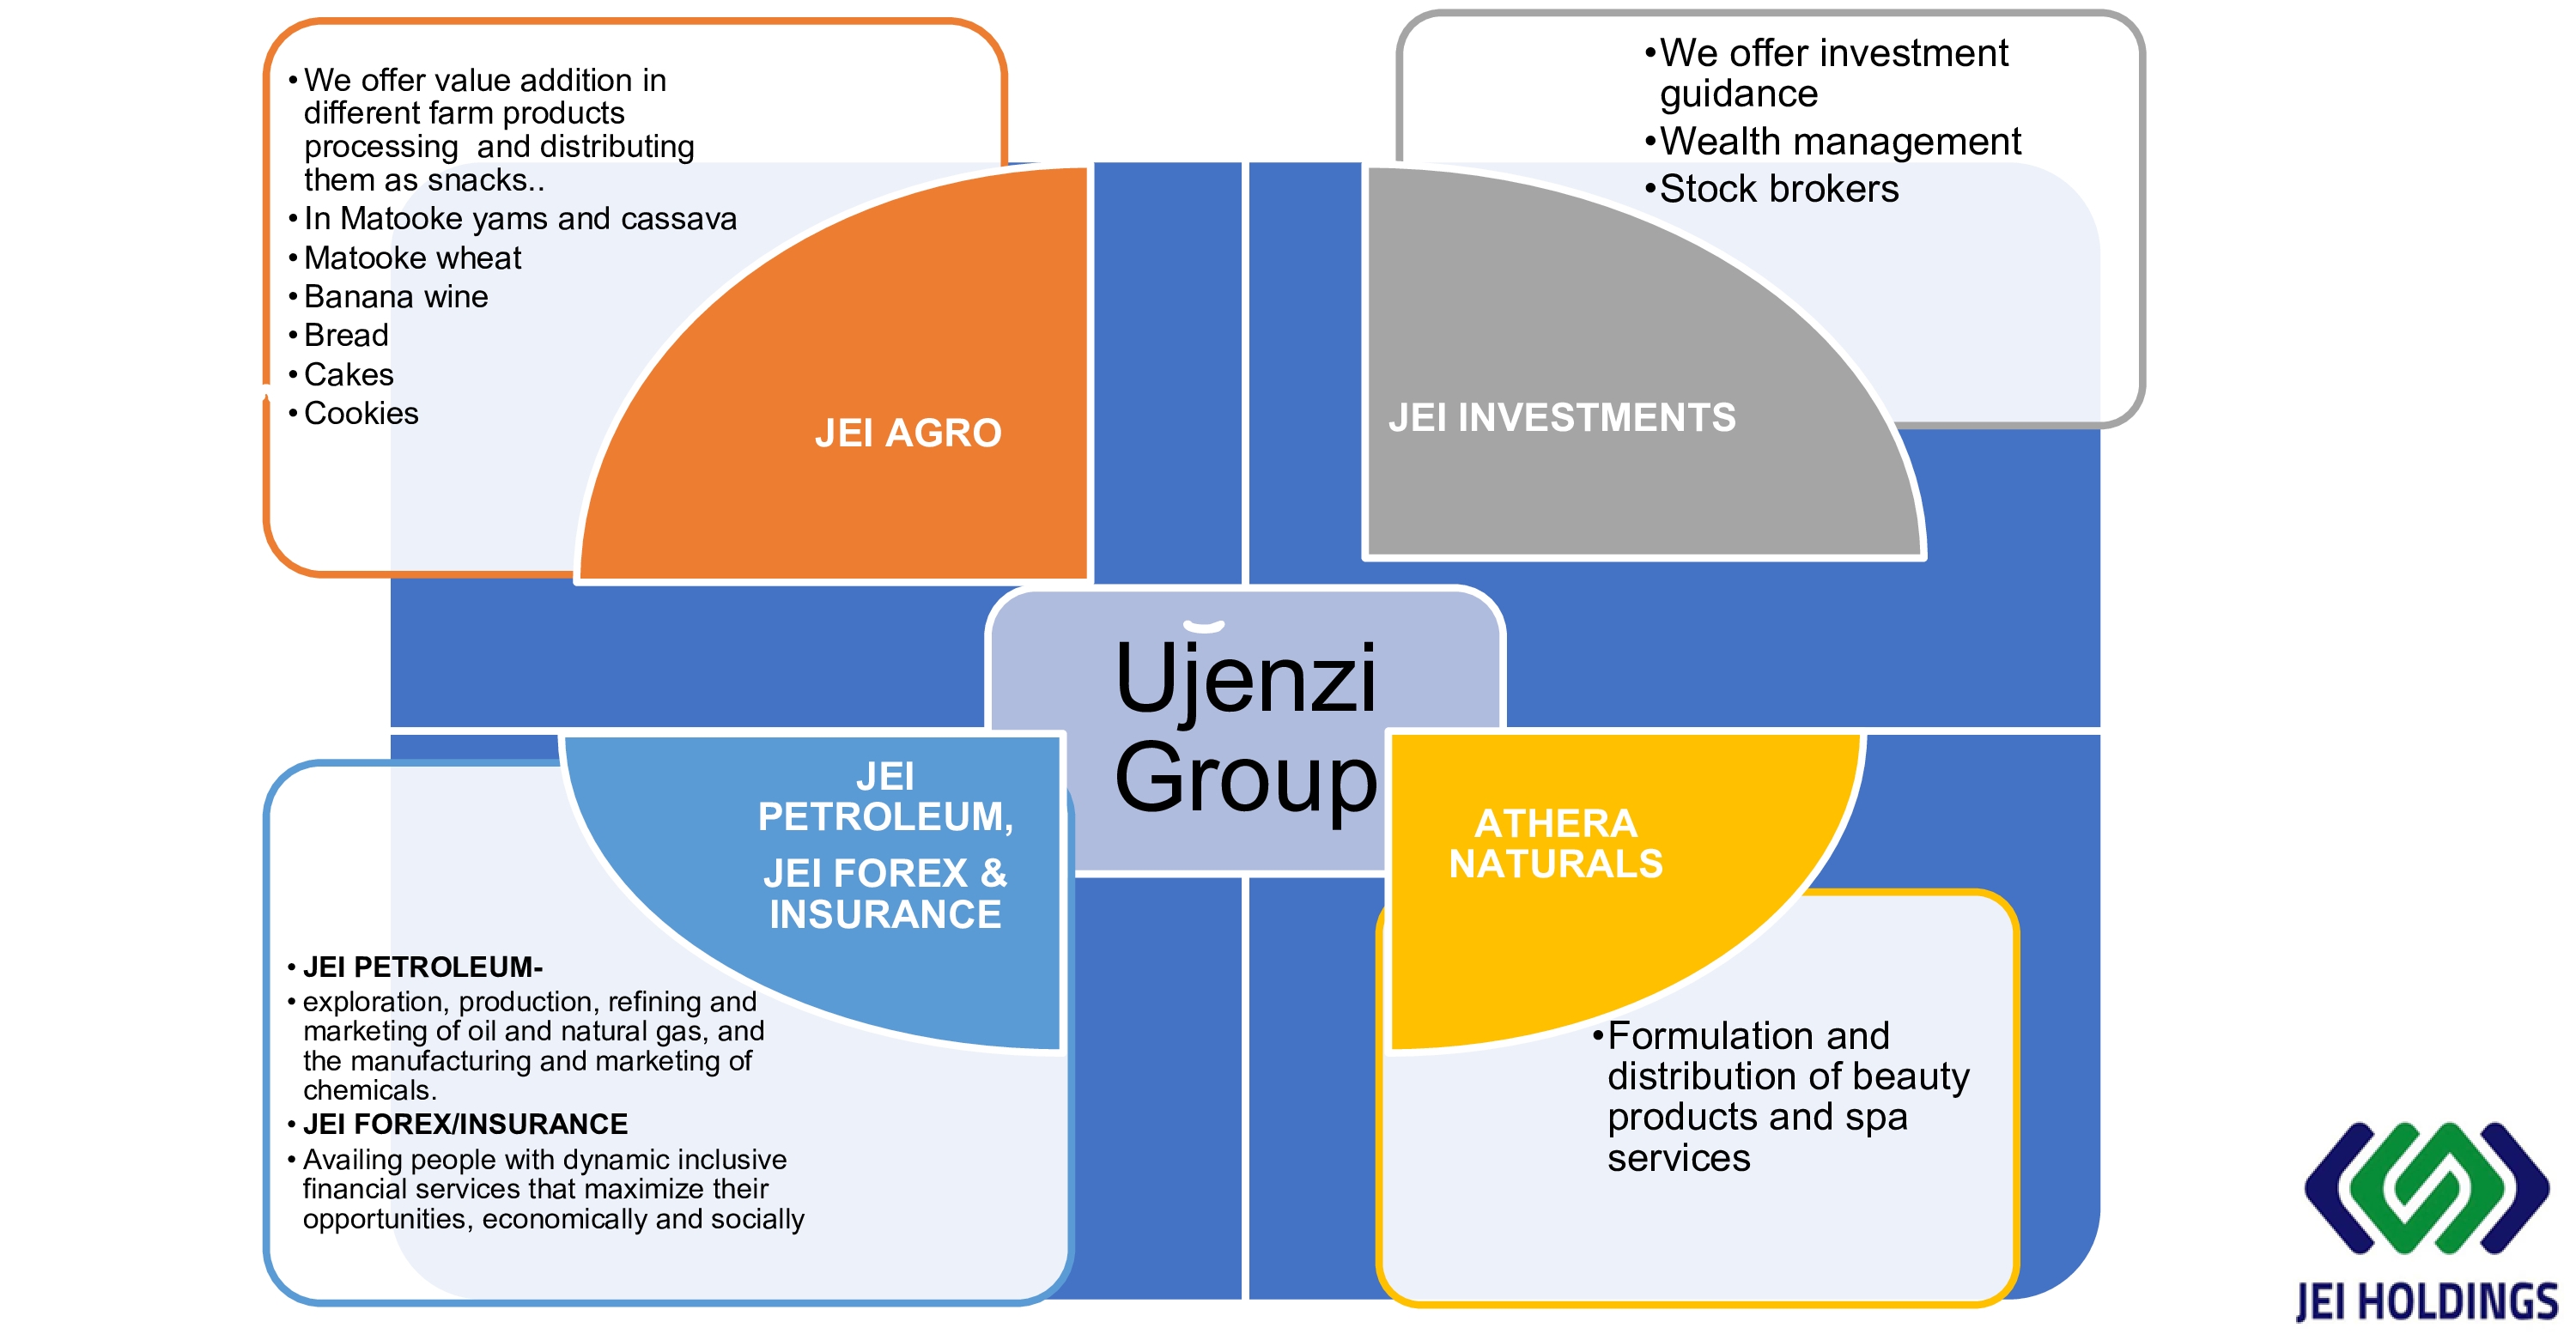 •We offer value addition in
different farm products
processing  and distributing
them as snacks..
•In Matooke yams and cassava
•Matooke wheat
•Banana wine
•Bread
•Cakes
•Cookies
JEI AGRO
•We offer investment
guidance
•Wealth management
•Stock brokers
JEI INVESTMENTS
Ujenzi
Group
JEI
PETROLEUM,
JEI FOREX &
INSURANCE
•JEI PETROLEUM-
•exploration, production, refining and
marketing of oil and natural gas, and
the manufacturing and marketing of
chemicals.
•JEI FOREX/INSURANCE
•Availing people with dynamic inclusive
financial services that maximize their
opportunities, economically and socially
ATHERA
NATURALS
•Formulation and
distribution of beauty
products and spa
services
JEI HOLDINGS